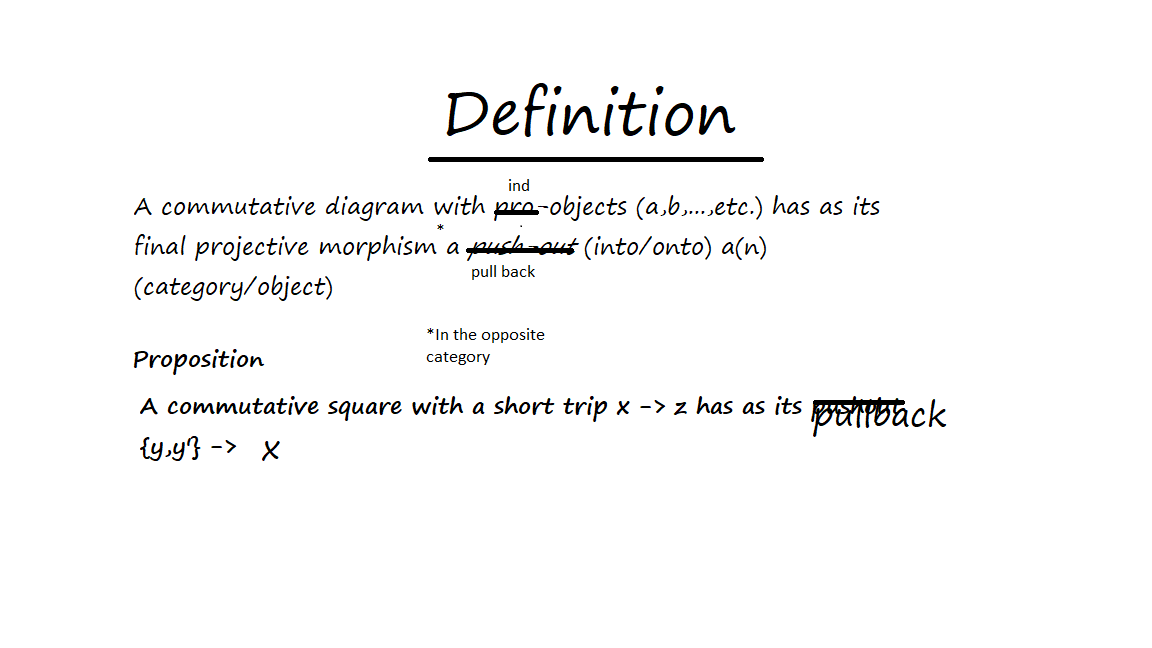 Definition
ind
A commutative diagram with pro-objects (a,b,...,etc.) has as its
*
final projective morphism a push-out (into/onto) a(n)
pull back
(category/object)
*In the opposite
category
Proposition
A commutative square with a short trip x -> z has as its pushout pullback
{y,y'} -> X